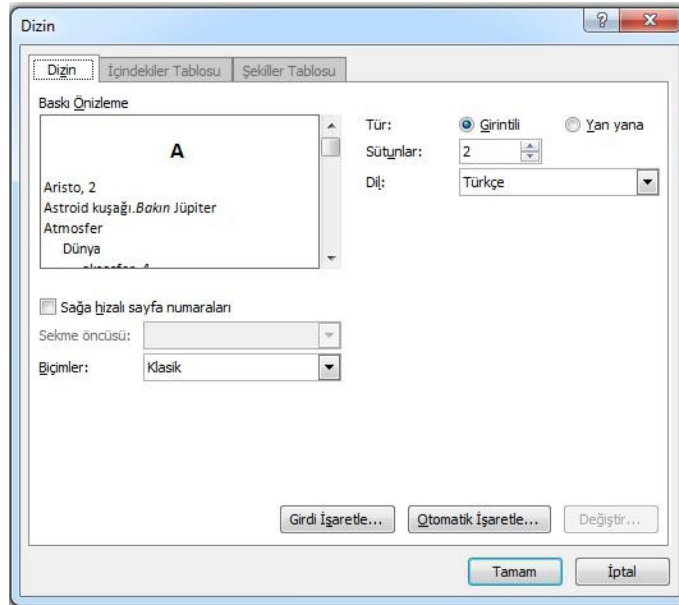 Dizin
Dizin İçindekiler Tablosu Şekiller Tablosu
Baskı Önizleme
A
Aristo, 2
Astroid kuşağı.Bakın Jüpiter
Atmosfer
Dünya
Tür: Girintili Yan yana
Sütunlar: 2
Dil: Türkçe
Sağa hizalı sayfa numaraları
Sekme öncüsü:
Biçimler: Klasik
Girdi İşaretle... Otomatik İşaretle... Değiştir...
Tamam İptal